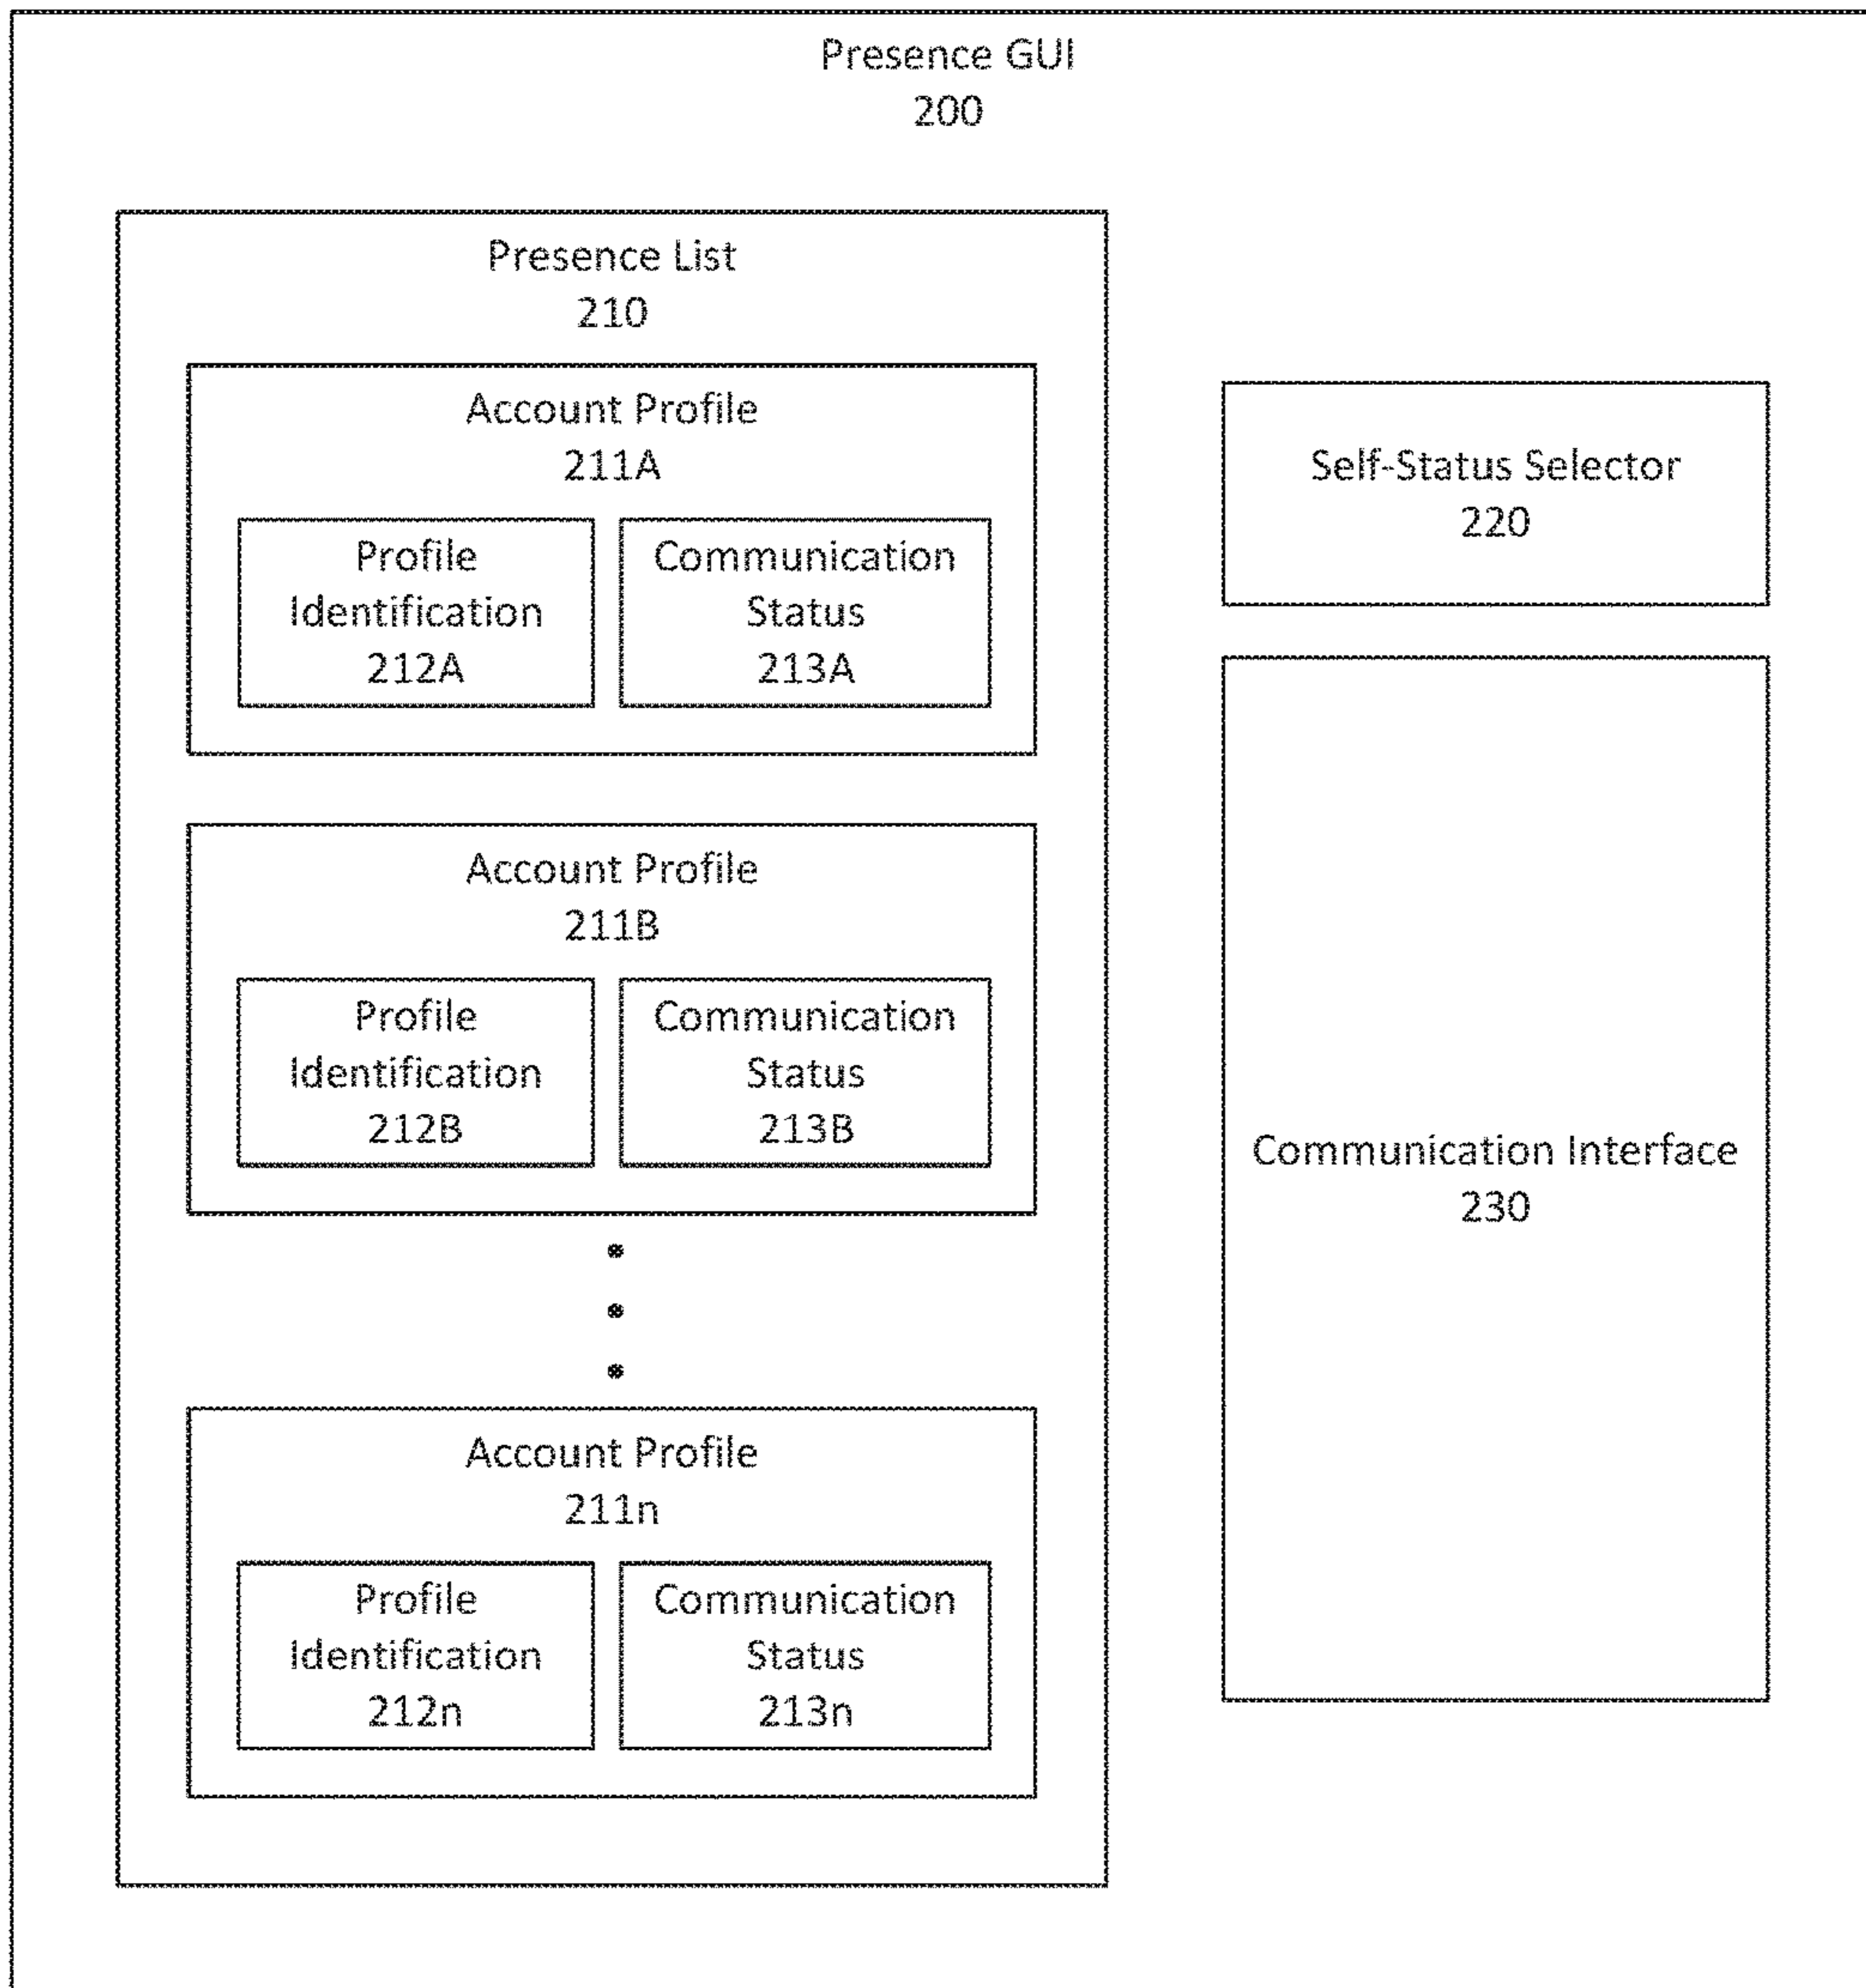 Presence GUI
200
Presence List
210
Account Profile
211A
Profile
Identification
212A
Communication
Status
213A
Account Profile
211B
Profile
Identification
212B
Communication
Status
213B
Account Profile
211n
Profile
Identification
212n
Communication
Status
213n
Self-Status Selector
220
Communication Interface
230